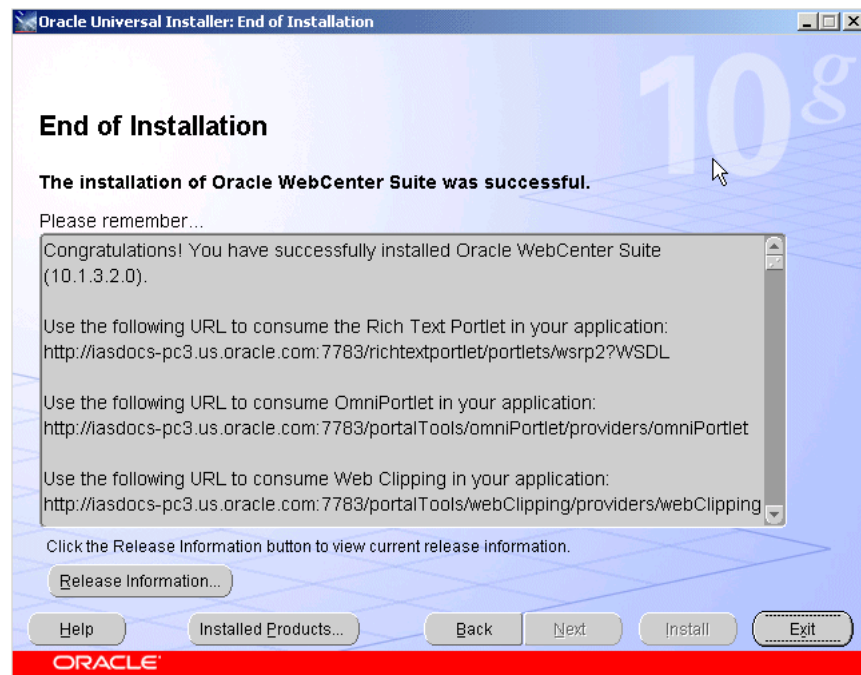 Oracle Universal Installer: End of Installation
10g
End of Installation
The installation of Oracle WebCenter Suite was successful.
Please remember...
Congratulations! You have successfully installed Oracle WebCenter Suite
(10.1.3.2.0).
Use the following URL to consume the Rich Text Portlet in your application:
http://iasdocs-pc3.us.oracle.com:7783/richtextportlet/portlets/wsrp2?WSDL
Use the following URL to consume OmniPortlet in your application:
http://iasdocs-pc3.us.oracle.com:7783/portalTools/omniPortlet/providers/omniPortlet
Use the following URL to consume Web Clipping in your application:
http://iasdocs-pc3.us.oracle.com:7783/portalTools/webClipping/providers/webClipping
Click the Release Information button to view current release information.
Release Information...
Help
Installed Products...
Back
Next
Install
Exit
ORACLE